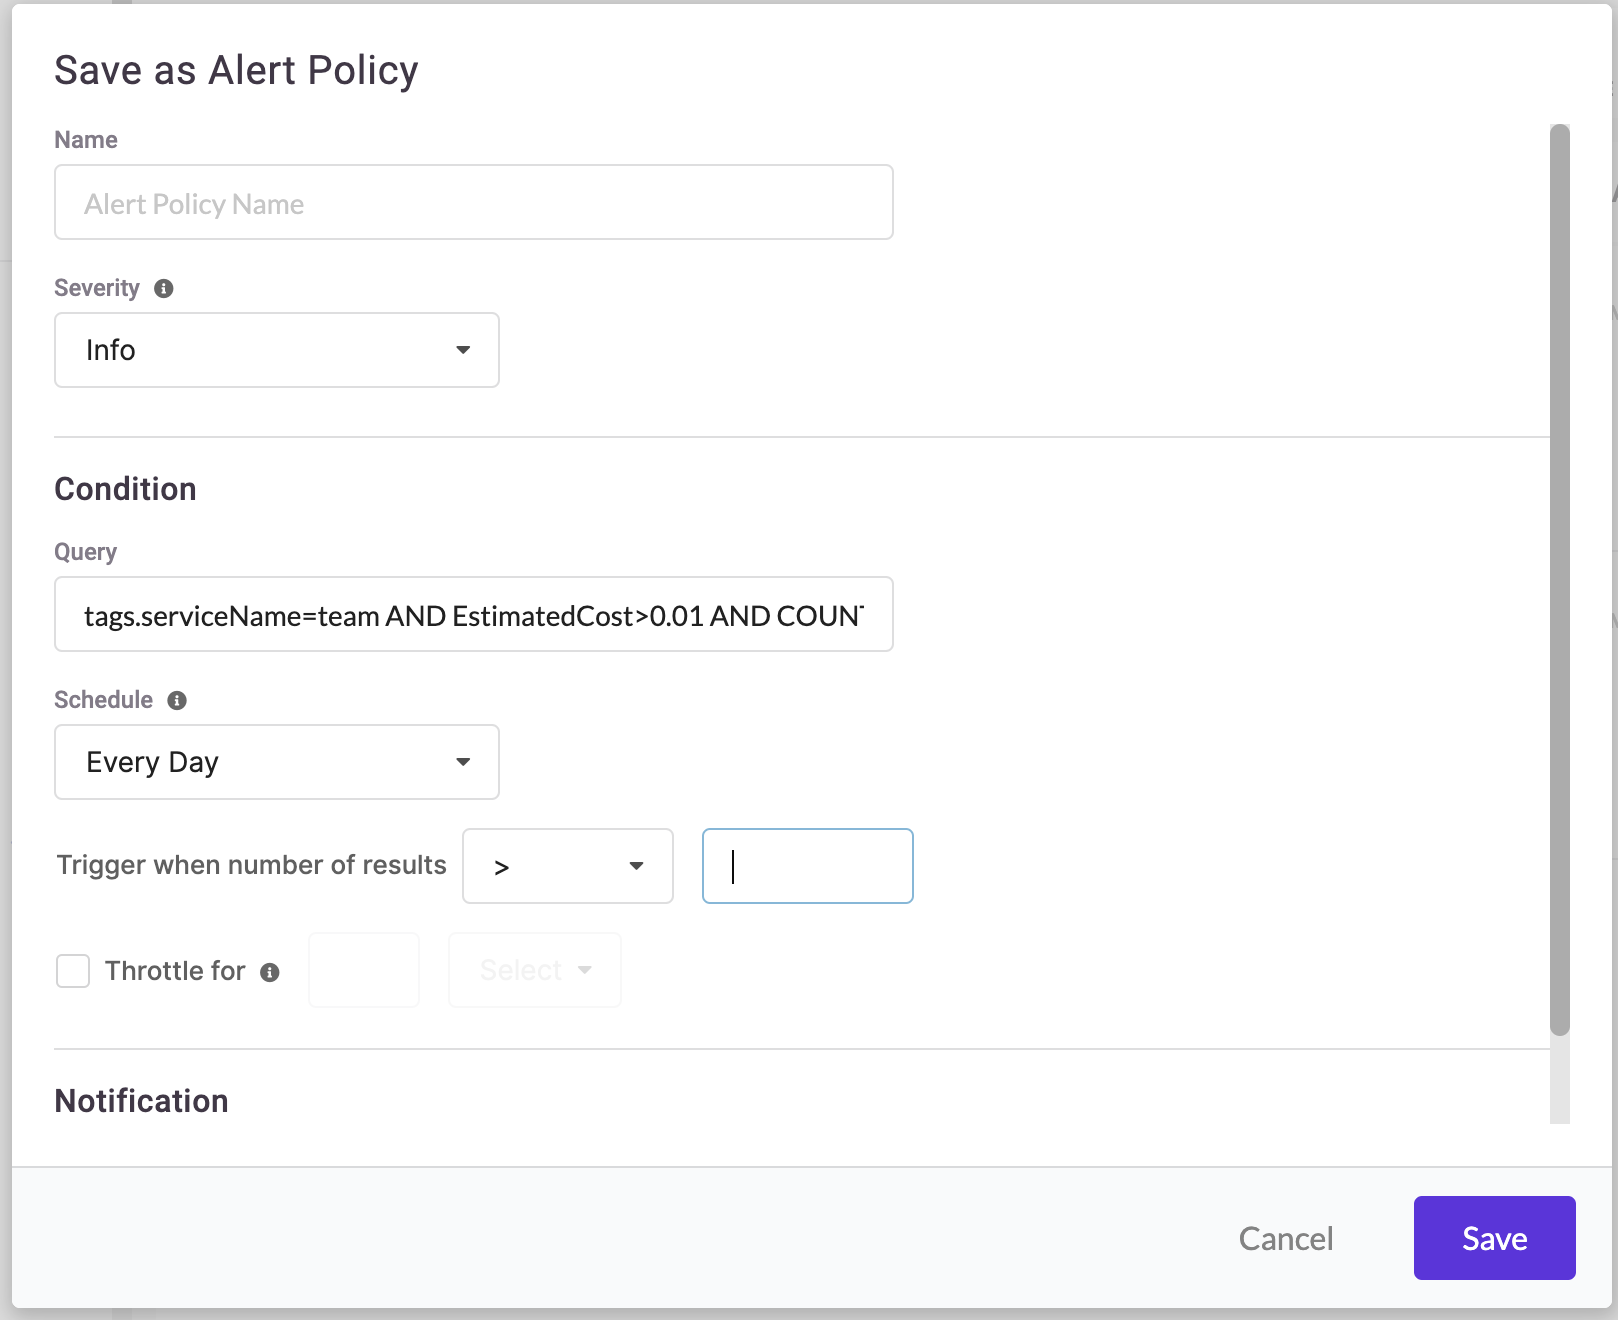 Save as Alert Policy
Name
Alert Policy Name
Severity
Info
Condition
Query
tags.serviceName=team AND EstimatedCost>0.01 AND COUN
Schedule
Every Day
Trigger when number of results >
Throttle for Select
Notification
Cancel Save